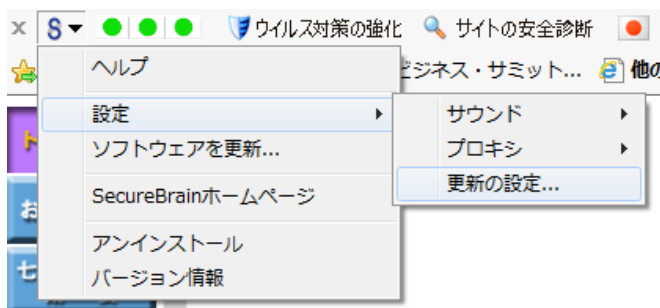 x S ウイルス対策の強化 サイトの安全診断
ヘルプ
ビジネス・サミット... 他の
設定
サウンド
ソフトウェアを更新...
プロキシ
更新の設定...
SecureBrainホームページ
アンインストール
バージョン情報
ト
お
七